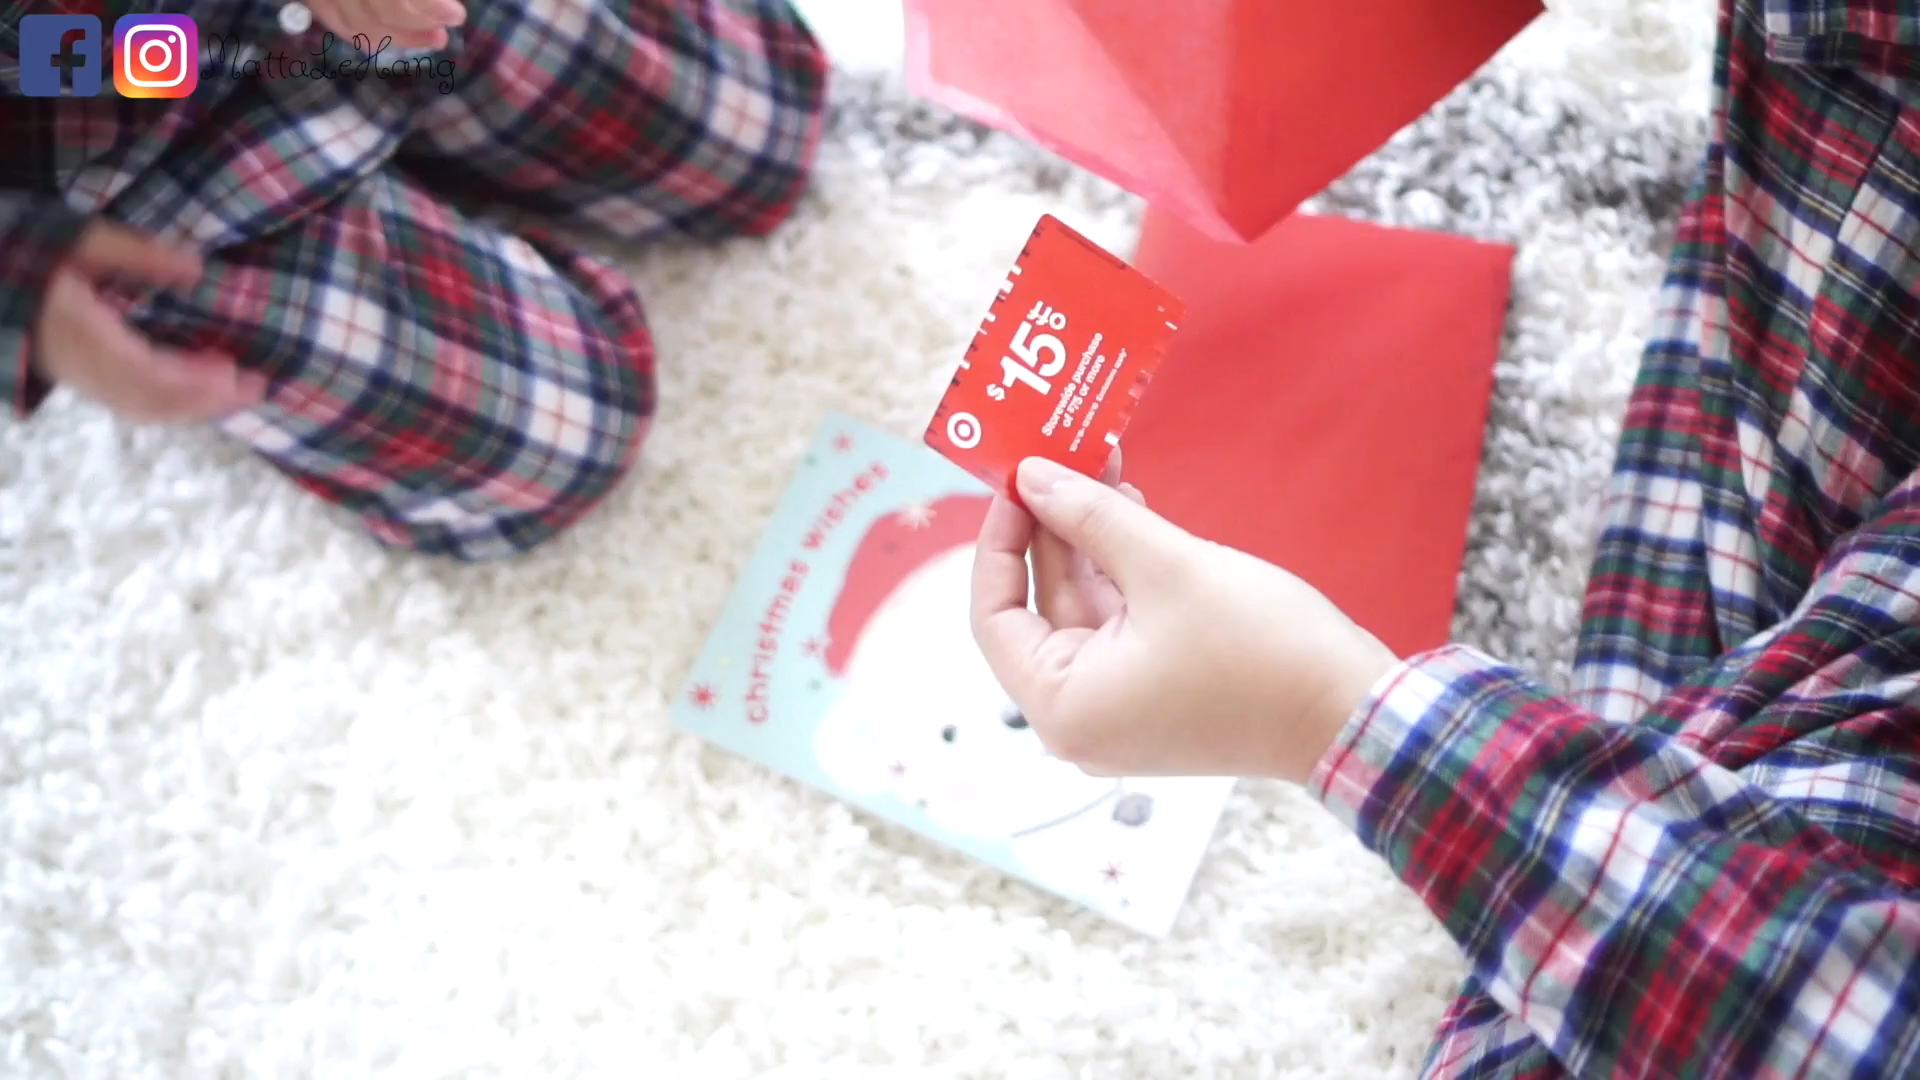 MattaLeHang
$15 off
Storewide purchase
of $75 or more
christmas wishes